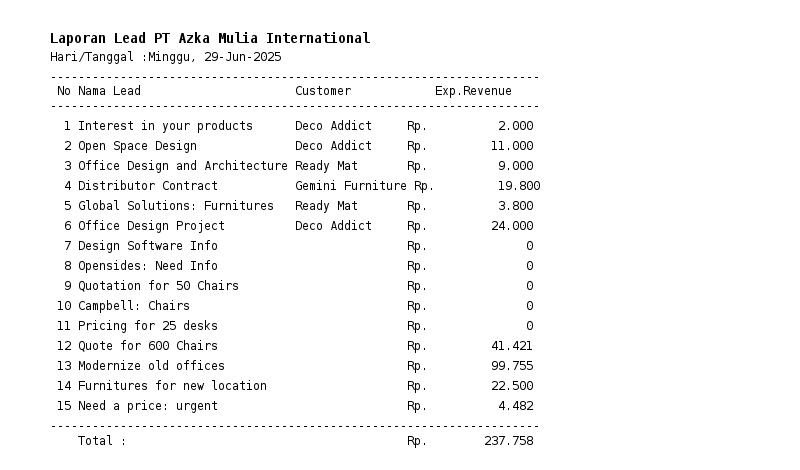 Laporan Lead PT Azka Mulia International
Hari/Tanggal :Minggu, 29-Jun-2025
----------------------------------------------------------------------
No Nama Lead Customer Exp.Revenue
----------------------------------------------------------------------
1 Interest in your products Deco Addict Rp. 2.000
2 Open Space Design Deco Addict Rp. 11.000
3 Office Design and Architecture Ready Mat Rp. 9.000
4 Distributor Contract Gemini Furniture Rp. 19.800
5 Global Solutions: Furnitures Ready Mat Rp. 3.800
6 Office Design Project Deco Addict Rp. 24.000
7 Design Software Info Rp. 0
8 Opensides: Need Info Rp. 0
9 Quotation for 50 Chairs Rp. 0
10 Campbell: Chairs Rp. 0
11 Pricing for 25 desks Rp. 0
12 Quote for 600 Chairs Rp. 41.421
13 Modernize old offices Rp. 99.755
14 Furnitures for new location Rp. 22.500
15 Need a price: urgent Rp. 4.482
----------------------------------------------------------------------
Total : Rp. 237.758